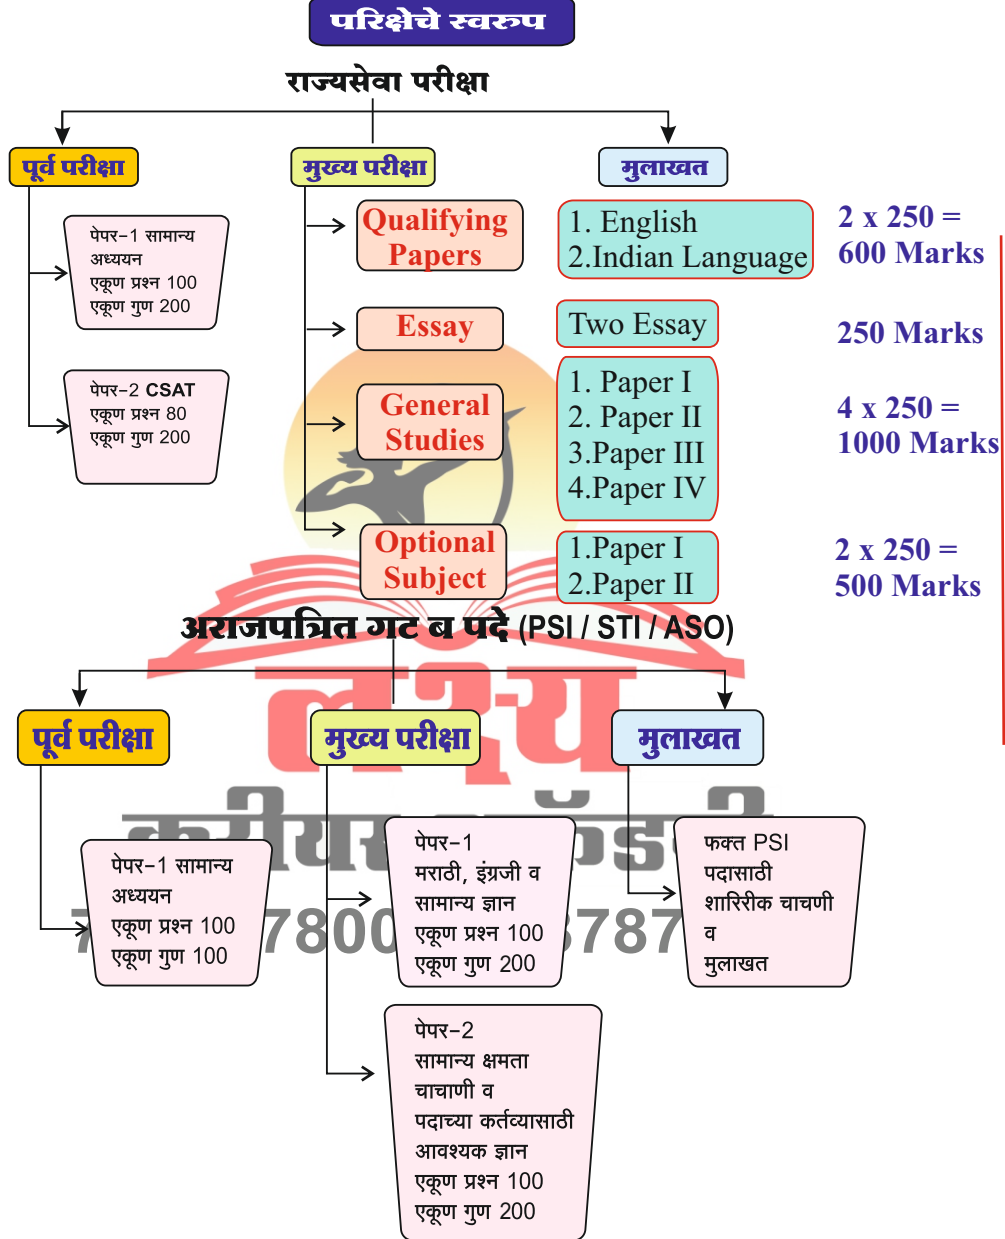 परिक्षेचे स्वरुप
राज्यसेवा परीक्षा
पूर्व परीक्षा
मुख्य परीक्षा
मुलाखत
पेपर-1 सामान्य
अध्ययन
एकूण प्रश्न 100
एकूण गुण 200
पेपर-2 CSAT
एकूण प्रश्न 80
एकूण गुण 200
Qualifying
Papers
1. English
2.Indian Language
2 x 250 =
600 Marks
Essay
Two Essay
250 Marks
General
Studies
1. Paper I
2. Paper II
3.Paper III
4.Paper IV
4 x 250 =
1000 Marks
Optional
Subject
1.Paper I
2.Paper II
2 x 250 =
500 Marks
अराजपत्रित गट ब पदे (PSI / STI / ASO)
लक्ष्य
पूर्व परीक्षा
मुख्य परीक्षा
मुलाखत
पेपर-1 सामान्य
अध्ययन
एकूण प्रश्न 100
एकूण गुण 100
पेपर-1
मराठी, इंग्रजी व
सामान्य ज्ञान
एकूण प्रश्न 100
एकूण गुण 200
फक्त PSI
पदासाठी
शारिरीक चाचणी
व
मुलाखत
पेपर-2
सामान्य क्षमता
चाचाणी व
पदाच्या कर्तव्यासाठी
आवश्यक ज्ञान
एकूण प्रश्न 100
एकूण गुण 200